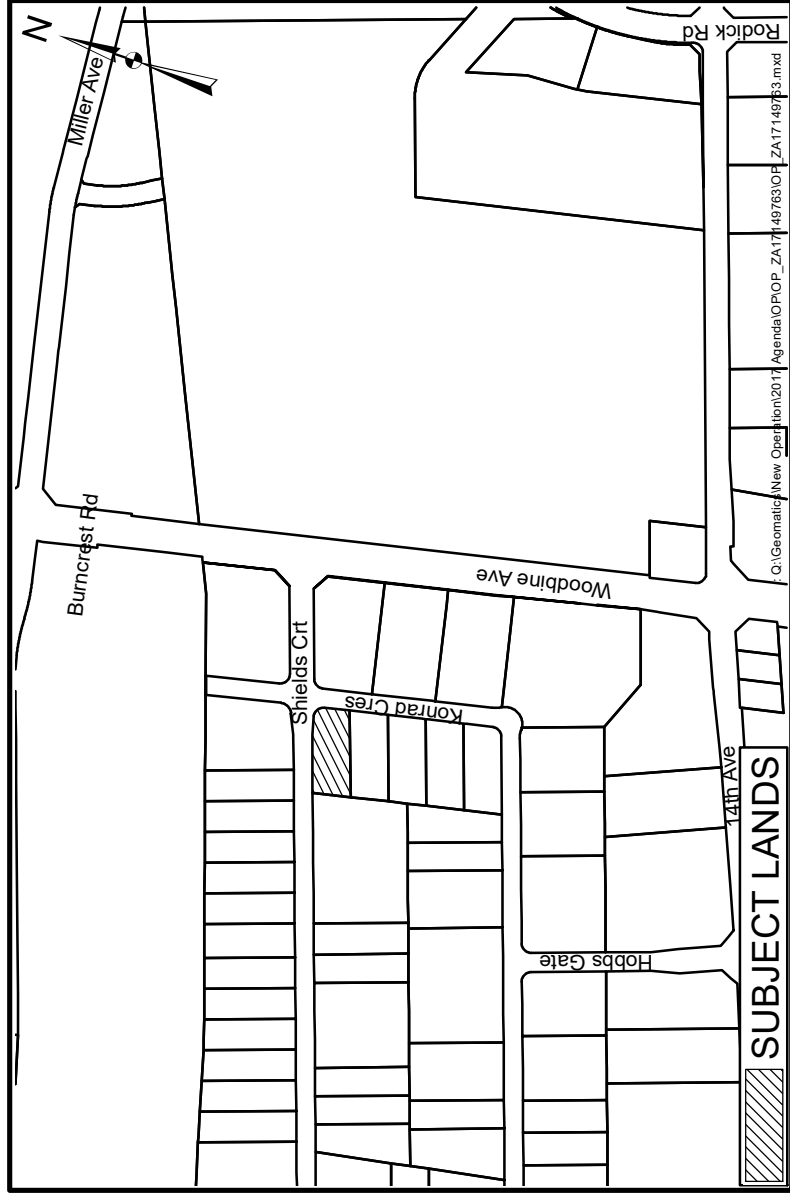 N
Miller Ave
Rodick Rd
Burncrest Rd
Woodbine Ave
Shields Crt
Konrad Cres
14th Ave
Hobbs Gate
SUBJECT LANDS
: Q:\Geomatics\New Operation\2017 Agenda\OP\OP_ZA17149763\OP_ZA17149763.mxd